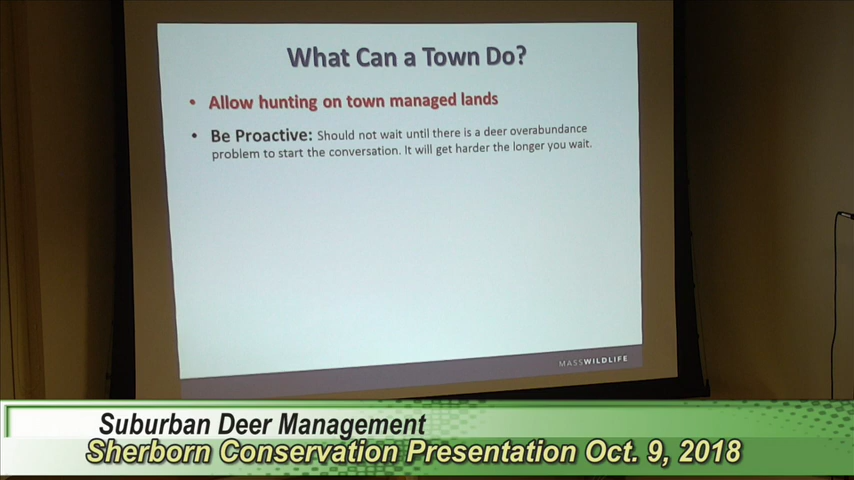 What Can a Town Do?
• Allow hunting on town managed lands
• Be Proactive: Should not wait until there is a deer overabundance
problem to start the conversation. It will get harder the longer you wait.
MASSWILDLIFE
Suburban Deer Management
Sherborn Conservation Presentation Oct. 9, 2018